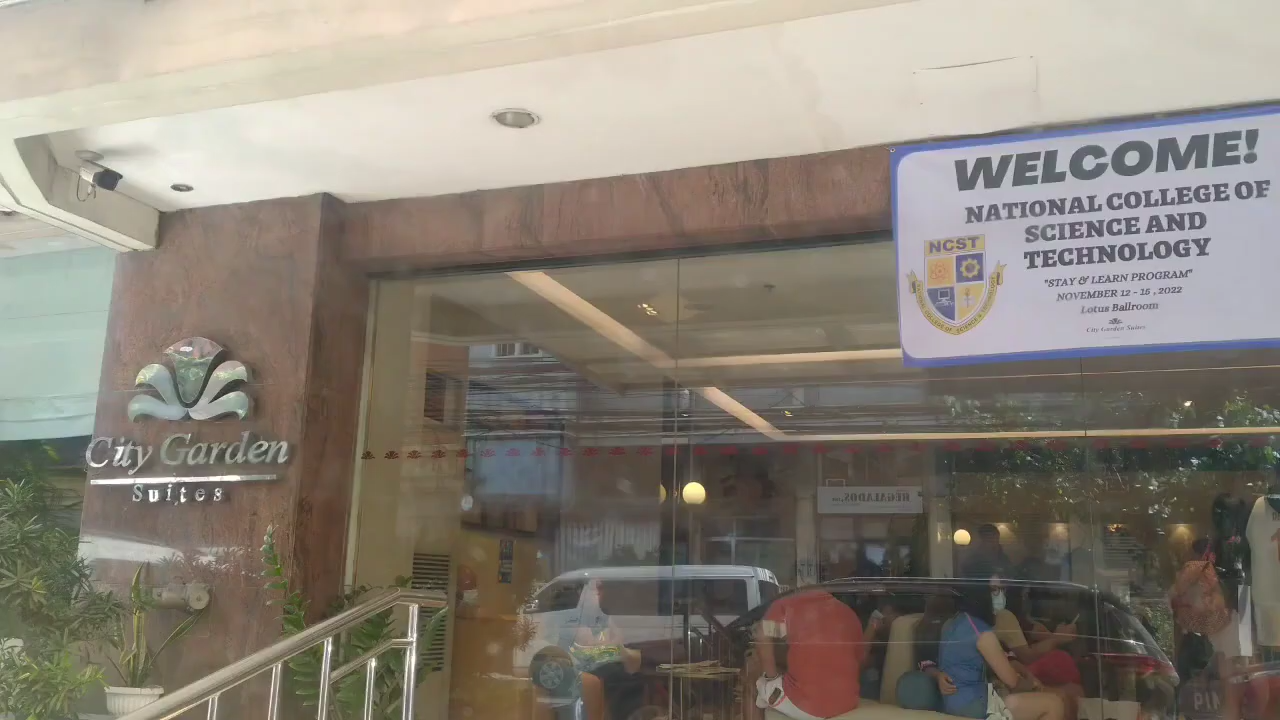 WELCOME!
NATIONAL COLLEGE OF
SCIENCE AND
TECHNOLOGY
NCST
"STAY & LEARN PROGRAM"
NOVEMBER 12 - 15 , 2022
Lotus Ballroom
City Garden Suites
City Garden
Suites
REGALADOS